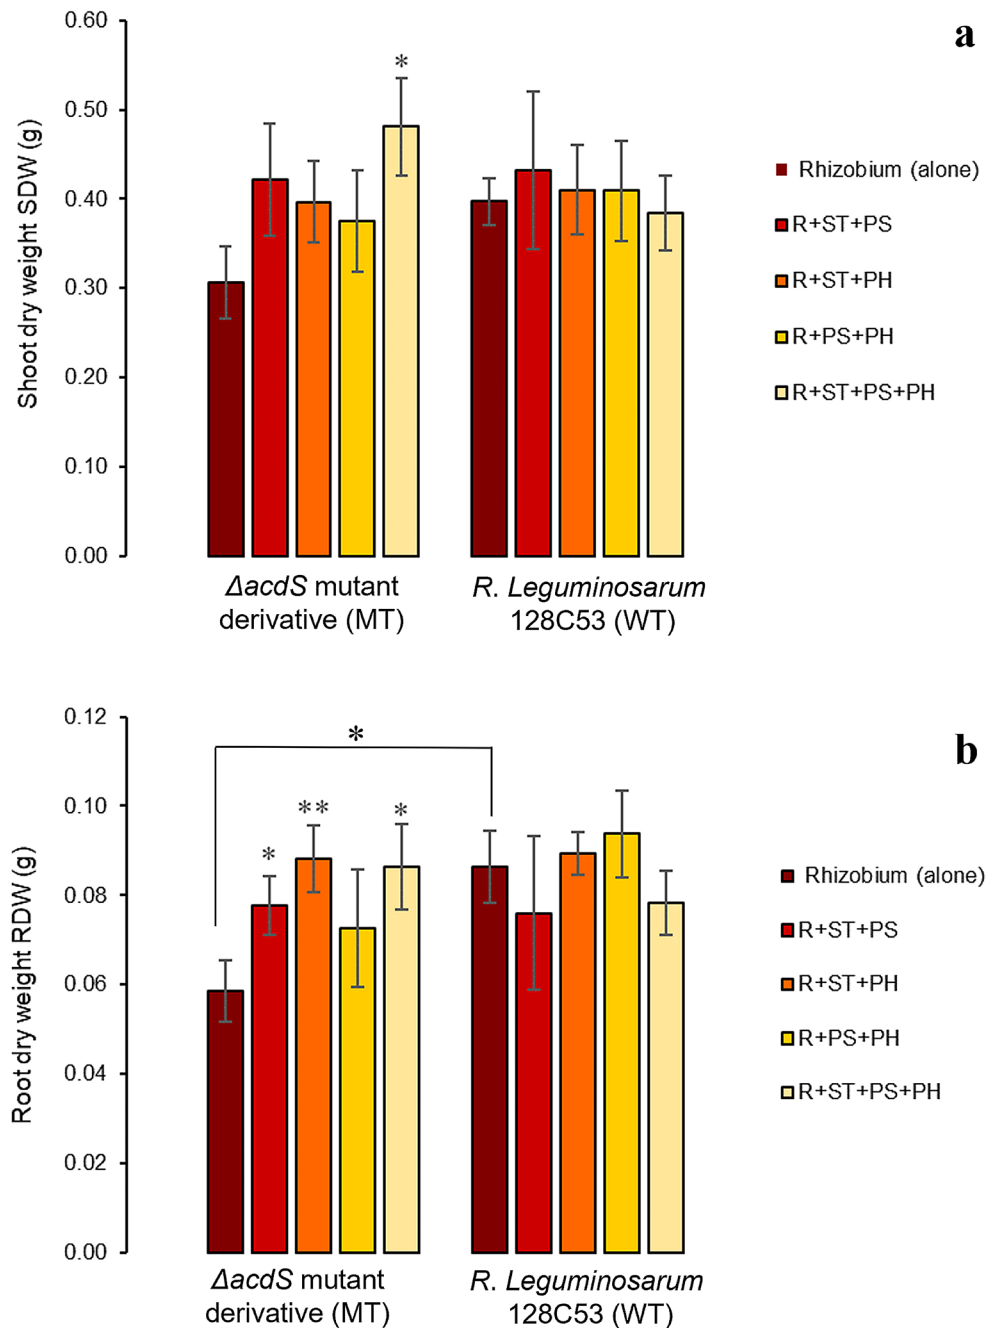 a
Shoot dry weight SDW (g)
0.60
0.50
0.40
0.30
0.20
0.10
0.00
*
ΔacdS mutant
derivative (MT)
R. Leguminosarum
128C53 (WT)
Rhizobium (alone)
R+ST+PS
R+ST+PH
R+PS+PH
R+ST+PS+PH
b
Root dry weight RDW (g)
0.12
0.10
0.08
0.06
0.04
0.02
0.00
*
*
**
*
ΔacdS mutant
derivative (MT)
R. Leguminosarum
128C53 (WT)
Rhizobium (alone)
R+ST+PS
R+ST+PH
R+PS+PH
R+ST+PS+PH